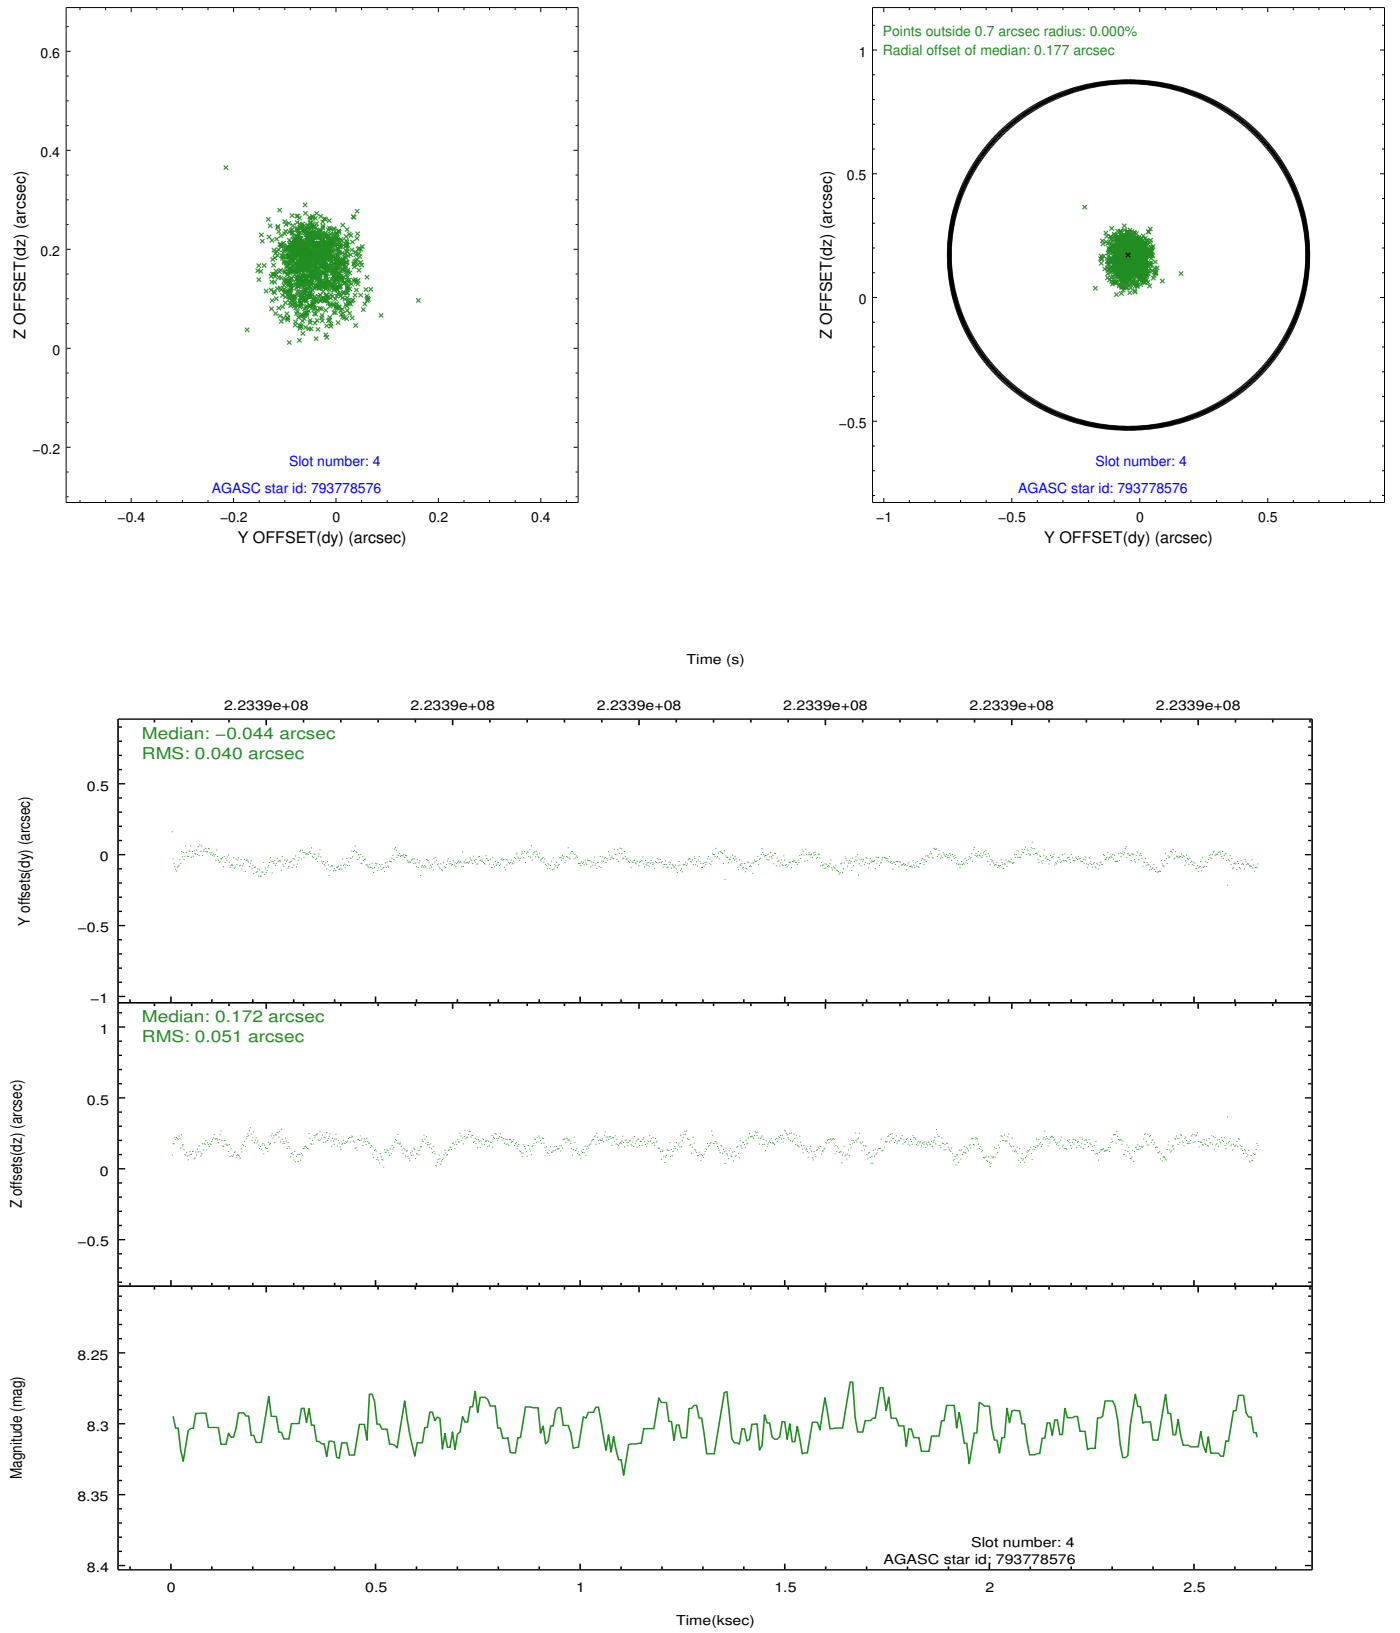 0.6
0.4
0.2
0
−0.2
Z OFFSET(dz) (arcsec)
Slot number: 4
AGASC star id: 793778576
−0.4 −0.2 0 0.2 0.4
Y OFFSET(dy) (arcsec)
Points outside 0.7 arcsec radius: 0.000%
Radial offset of median: 0.177 arcsec
1
0.5
0
−0.5
Z OFFSET(dz) (arcsec)
Slot number: 4
AGASC star id: 793778576
−1 −0.5 0 0.5
Y OFFSET(dy) (arcsec)
Time (s)
2.2339e+08 2.2339e+08 2.2339e+08 2.2339e+08 2.2339e+08 2.2339e+08
Median: −0.044 arcsec
RMS: 0.040 arcsec
0.5
0
−0.5
−1
Y offsets(dy) (arcsec)
Median: 0.172 arcsec
RMS: 0.051 arcsec
1
0.5
0
−0.5
Z offsets(dz) (arcsec)
8.25
8.3
8.35
8.4
Magnitude (mag)
Slot number: 4
AGASC star id: 793778576
0 0.5 1 1.5 2 2.5
Time(ksec)